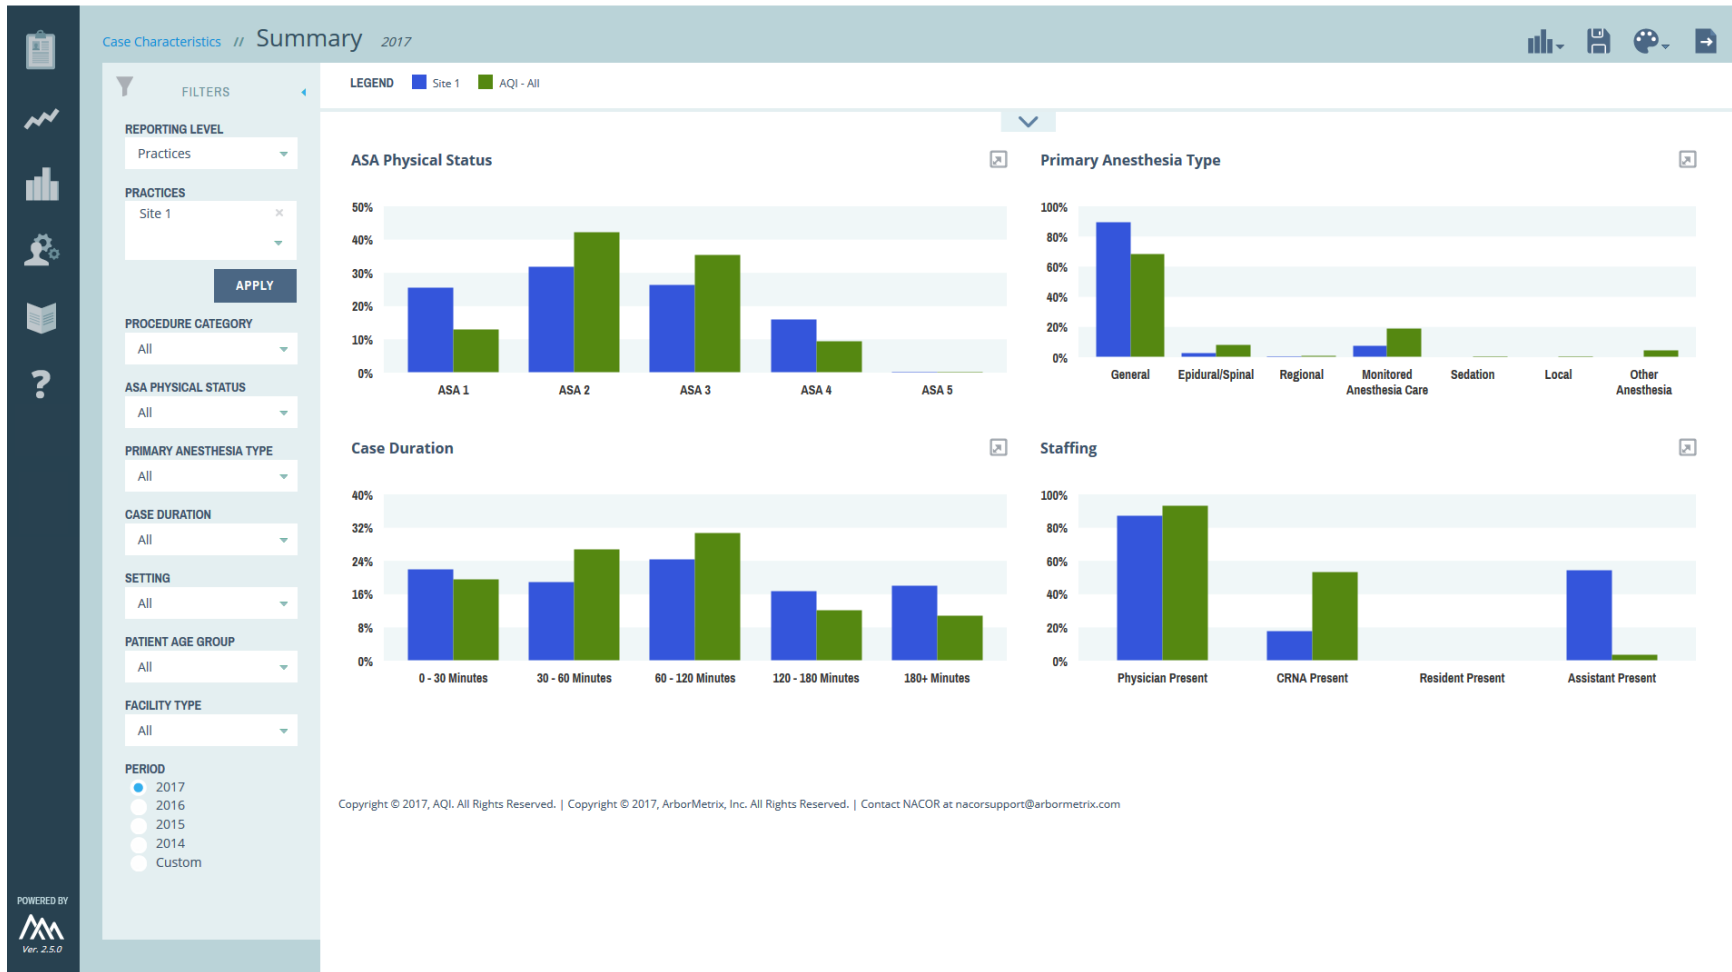 Case Characteristics // Summary 2017
FILTERS
REPORTING LEVEL
Practices
PRACTICES
Site 1
APPLY
PROCEDURE CATEGORY
All
ASA PHYSICAL STATUS
All
PRIMARY ANESTHESIA TYPE
All
CASE DURATION
All
SETTING
All
PATIENT AGE GROUP
All
FACILITY TYPE
All
PERIOD
2017
2016
2015
2014
Custom
POWERED BY
Ver. 2.5.0
LEGEND Site 1 AQI - All
ASA Physical Status
50%
40%
30%
20%
10%
0%
ASA 1 ASA 2 ASA 3 ASA 4 ASA 5
Primary Anesthesia Type
100%
80%
60%
40%
20%
0%
General Epidural/Spinal Regional Monitored Sedation Local Other
Anesthesia Care Anesthesia
Case Duration
40%
32%
24%
16%
8%
0%
0 - 30 Minutes 30 - 60 Minutes 60 - 120 Minutes 120 - 180 Minutes 180+ Minutes
Staffing
100%
80%
60%
40%
20%
0%
Physician Present CRNA Present Resident Present Assistant Present
Copyright © 2017, AQI. All Rights Reserved. | Copyright © 2017, ArborMetrix, Inc. All Rights Reserved. | Contact NACOR at nacorsupport@arbormetrix.com